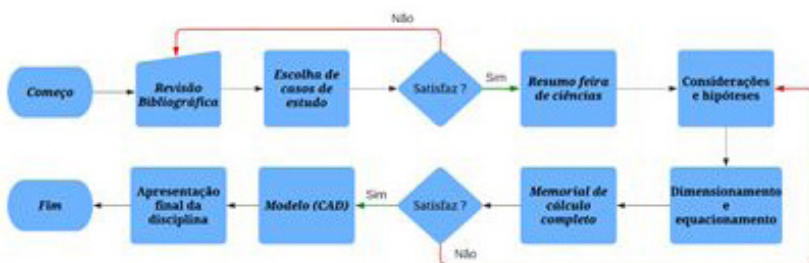 Não
Começo
Revisão
Bibliográfica
Escolha de
casos de
estudo
Satisfaz ?
Sim
Resumo feira
de ciências
Considerações
e hipóteses
Fim
Apresentação
final da
disciplina
Modelo (CAD)
Sim
Satisfaz ?
Memorial de
cálculo
completo
Dimensionamento
e
equacionamento
Não